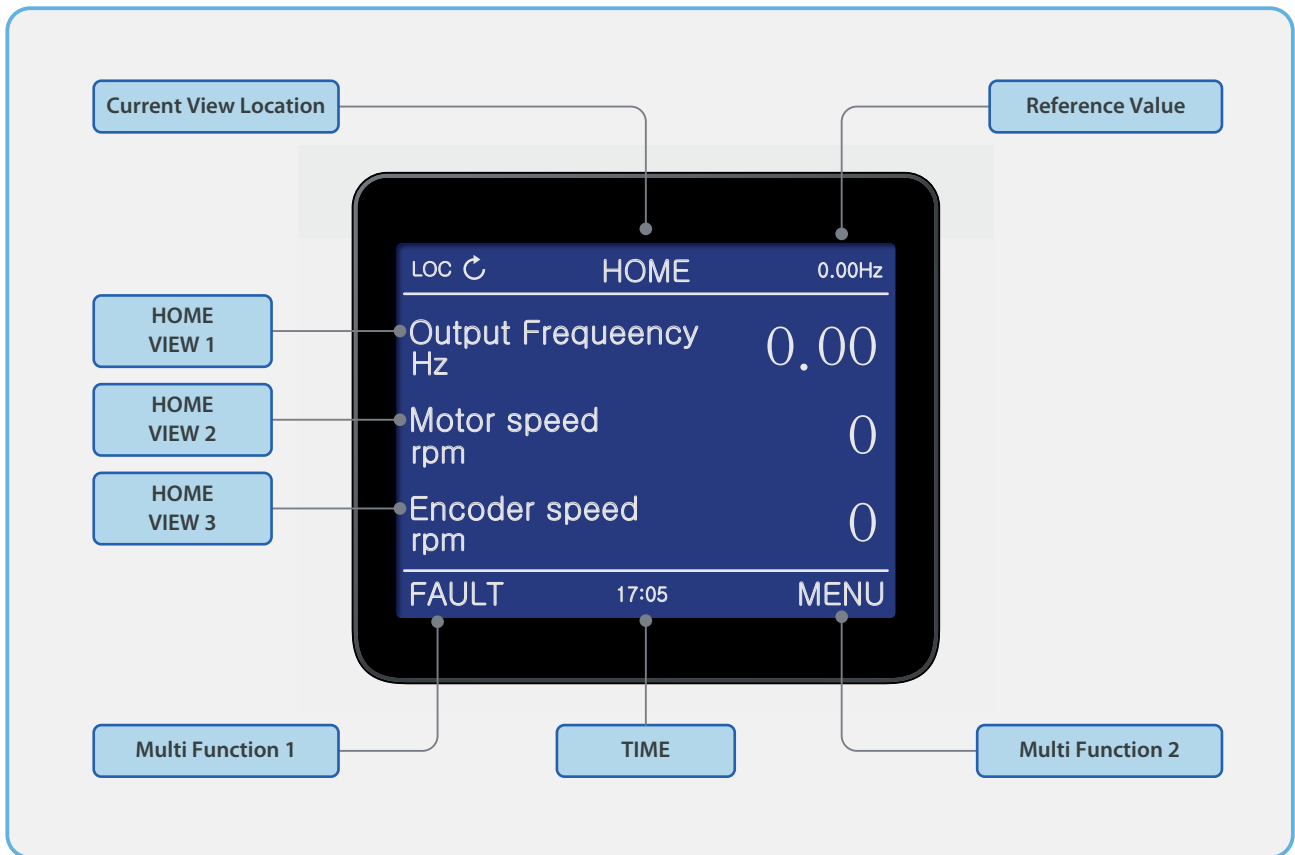 Current View Location
Reference Value
LOC HOME 0.00Hz
HOME
VIEW 1
Output Frequeency 0.00
Hz
HOME
VIEW 2
Motor speed 0
rpm
HOME
VIEW 3
Encoder speed 0
rpm
FAULT 17:05 MENU
Multi Function 1
TIME
Multi Function 2